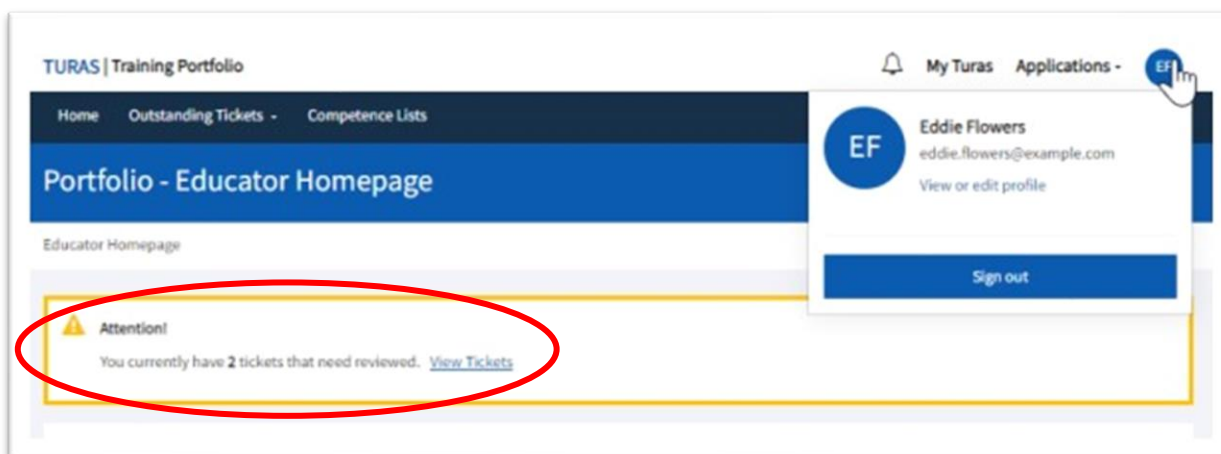 TURAS | Training Portfolio
My Turas Applications -
EF
Home Outstanding Tickets - Competence Lists
EF
Eddie Flowers
eddie.flowers@example.com
View or edit profile
Sign out
Portfolio - Educator Homepage
Educator Homepage
Attention!
You currently have 2 tickets that need reviewed. View Tickets